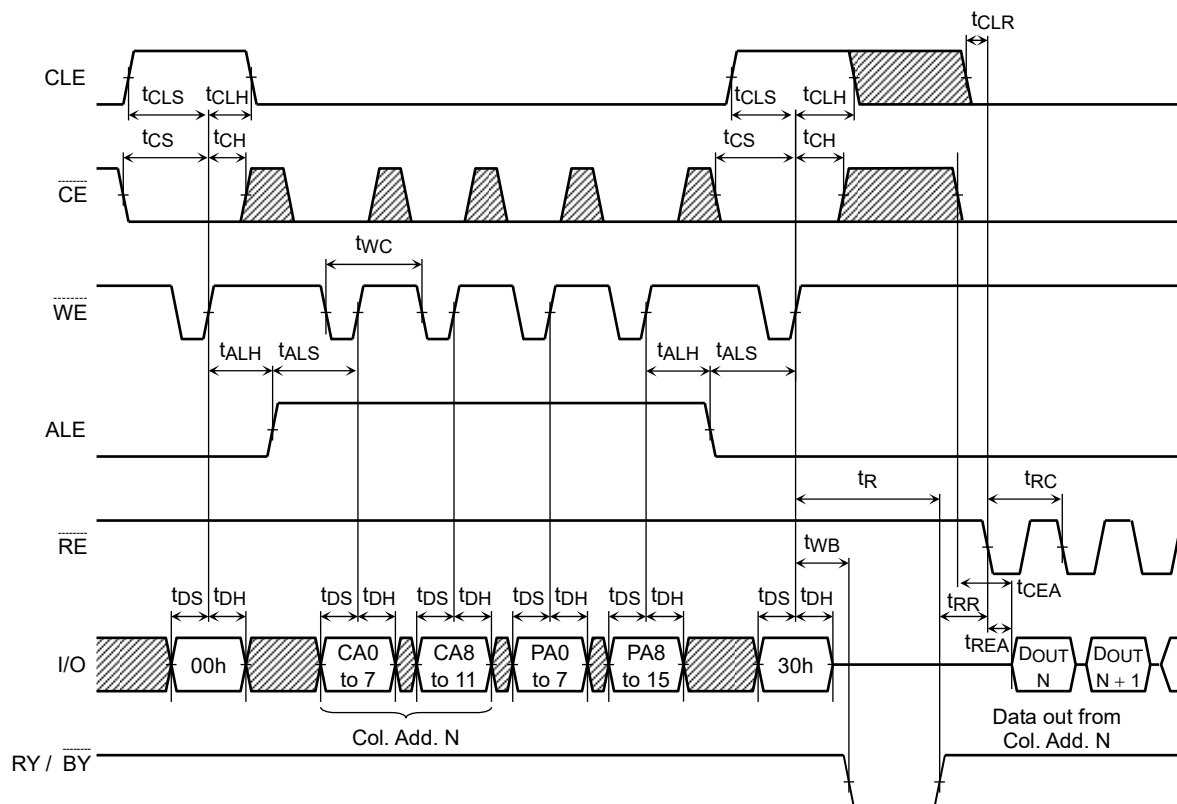 tCLR
CLE
tCLS tCLH tCLS tCLH
tCS tCH tCS tCH
CE
tWC
WE
tALH tALS tALH tALS
ALE
tR tRC
RE
tWB
tDS tDH tDS tDH tDS tDH tDS tDH tDS tDH tDS tDH tRR tCEA
tREA
I/O 00h CA0 to 7 CA8 to 11 PA0 to 7 PA8 to 15 30h DOUT N DOUT N + 1
Col. Add. N
Data out from
Col. Add. N
RY / BY